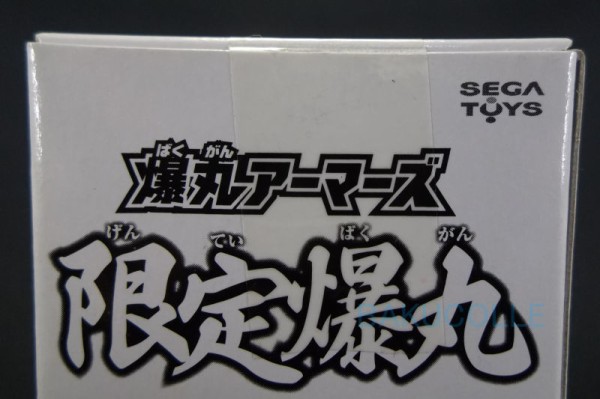 SEGA
TOYS
ばく がん
爆丸アーマーズ
げん てい ばく がん
限定爆丸
BAKUCOLLE